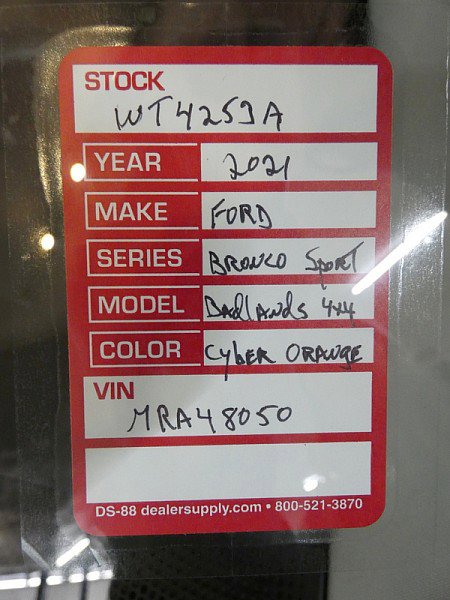 STOCK
WT4259A
YEAR 2021
MAKE FORD
SERIES BRONCO SPORT
MODEL BADLANDS 4x4
COLOR CYBER ORANGE
VIN
MRA48050
DS-88 dealersupply.com • 800-521-3870